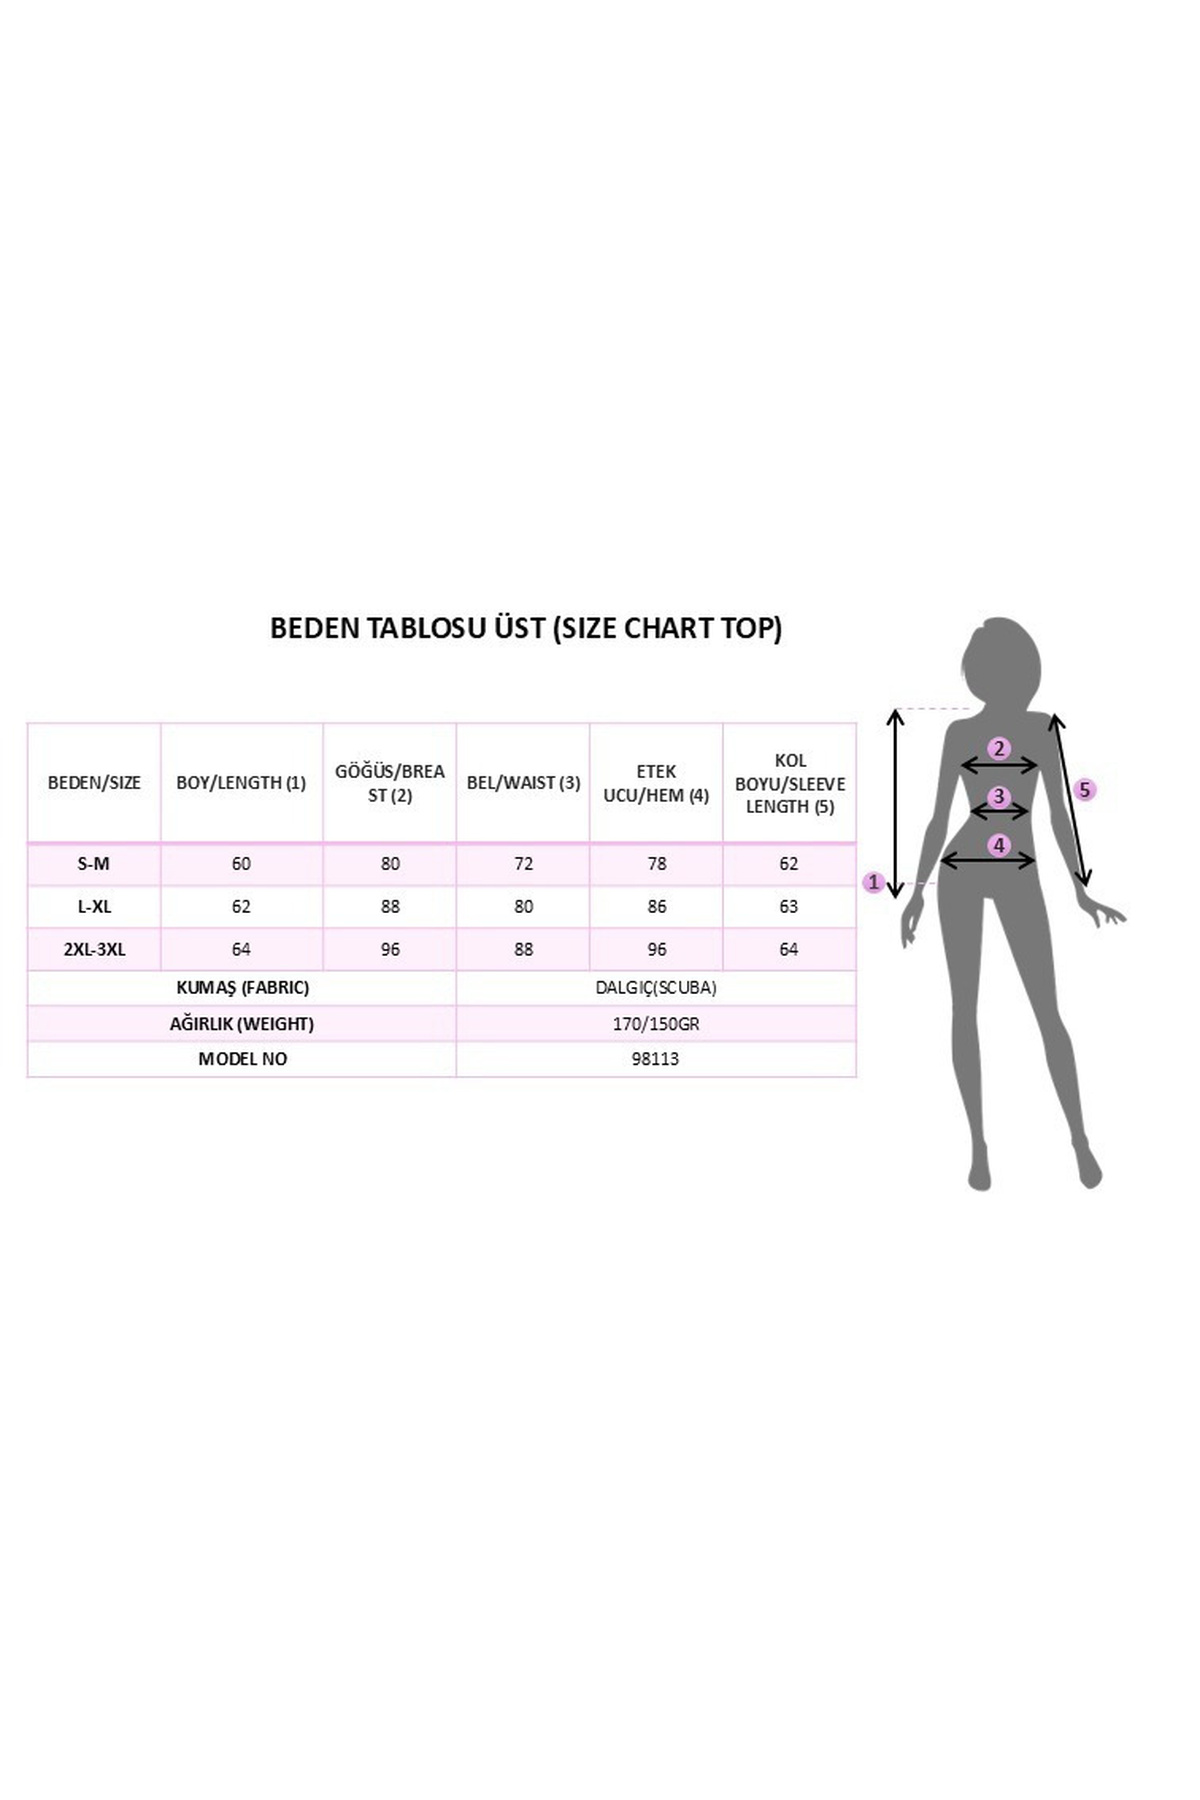 BEDEN TABLOSU ÜST (SIZE CHART TOP)
BEDEN/SIZE
BOY/LENGTH (1)
GÖĞÜS/BREA
ST (2)
BEL/WAIST (3)
ETEK
UCU/HEM (4)
KOL
BOYU/SLEEVE
LENGTH (5)
S-M 60 80 72 78 62
L-XL 62 88 80 86 63
2XL-3XL 64 96 88 96 64
KUMAŞ (FABRIC) DALGIÇ(SCUBA)
AĞIRLIK (WEIGHT) 170/150GR
MODEL NO 98113
2
3
5
4
1